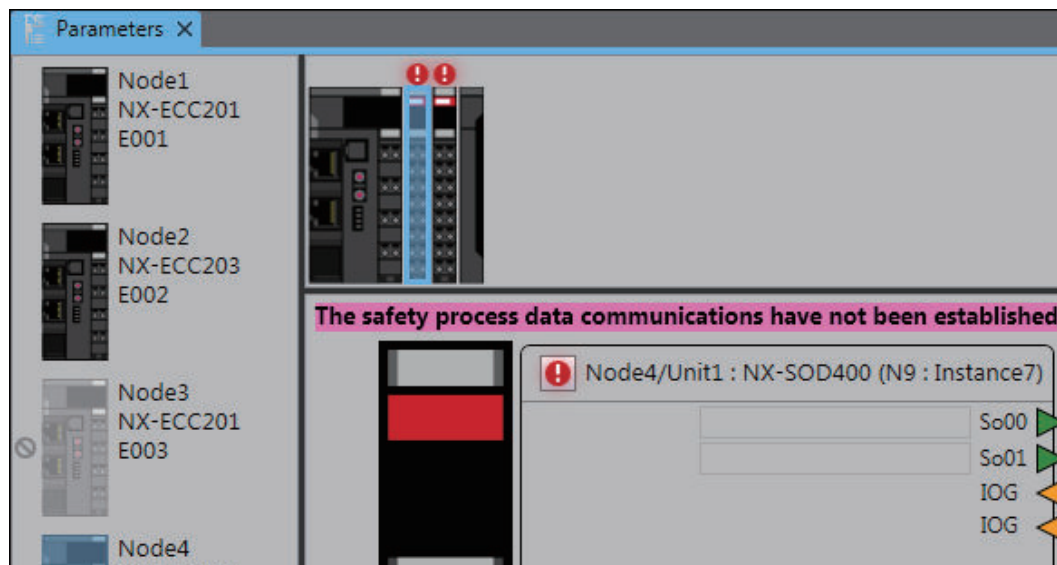 Parameters
Node1
NX-ECC201
E001
Node2
NX-ECC203
E002
Node3
NX-ECC201
E003
Node4
The safety process data communications have not been established
Node4/Unit1 : NX-SOD400 (N9 : Instance7)
So00
So01
IOG
IOG